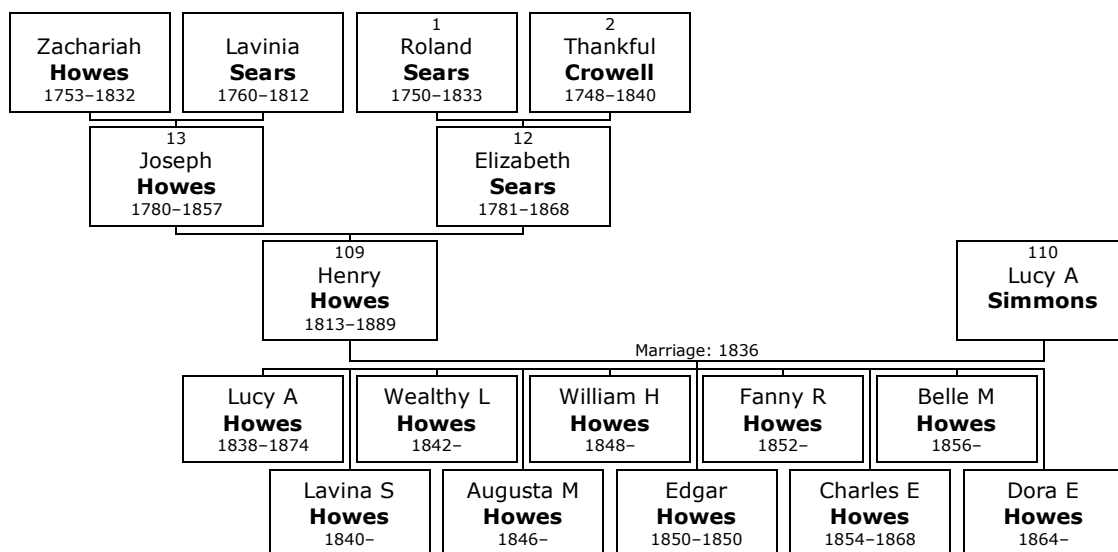 Zachariah
Howes
1753–1832
Lavinia
Sears
1760–1812
1
Roland
Sears
1750–1833
2
Thankful
Crowell
1748–1840
13
Joseph
Howes
1780–1857
12
Elizabeth
Sears
1781–1868
109
Henry
Howes
1813–1889
110
Lucy A
Simmons
Marriage: 1836
Lucy A
Howes
1838–1874
Wealthy L
Howes
1842–
William H
Howes
1848–
Fanny R
Howes
1852–
Belle M
Howes
1856–
Lavina S
Howes
1840–
Augusta M
Howes
1846–
Edgar
Howes
1850–1850
Charles E
Howes
1854–1868
Dora E
Howes
1864–